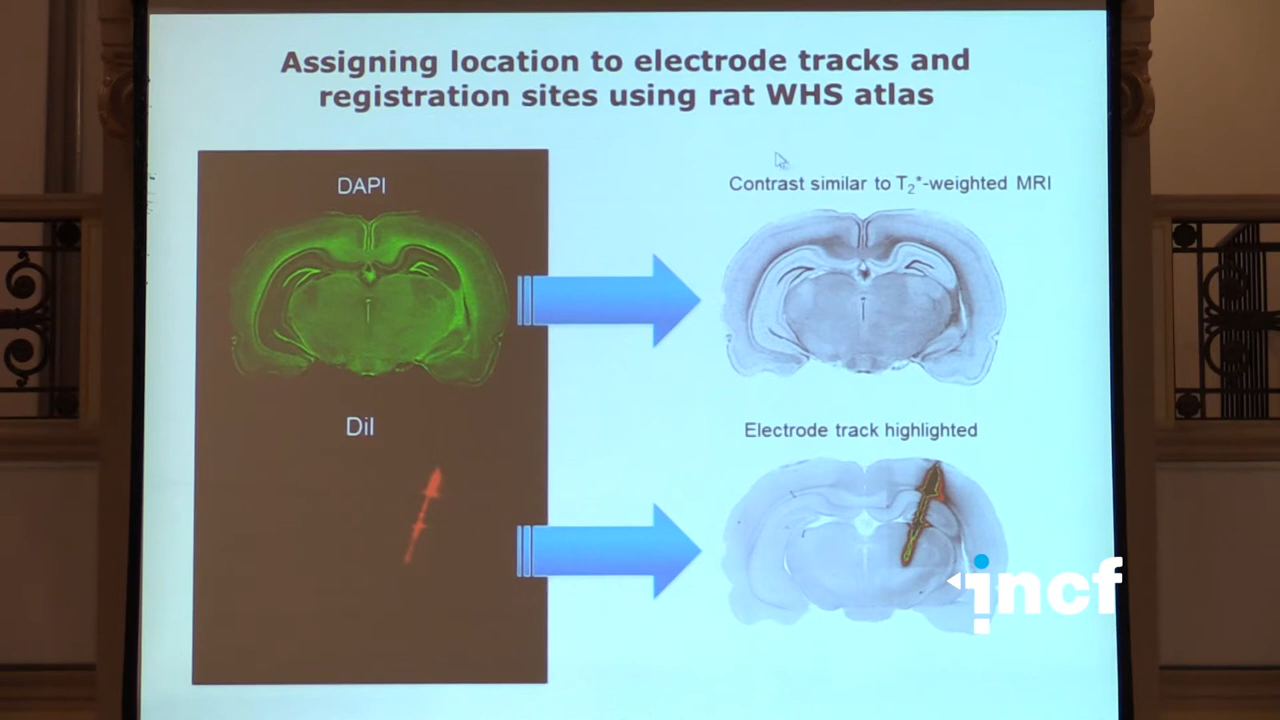 Assigning location to electrode tracks and
registration sites using rat WHS atlas
DAPI
Contrast similar to T₂*-weighted MRI
DiI
Electrode track highlighted
incf